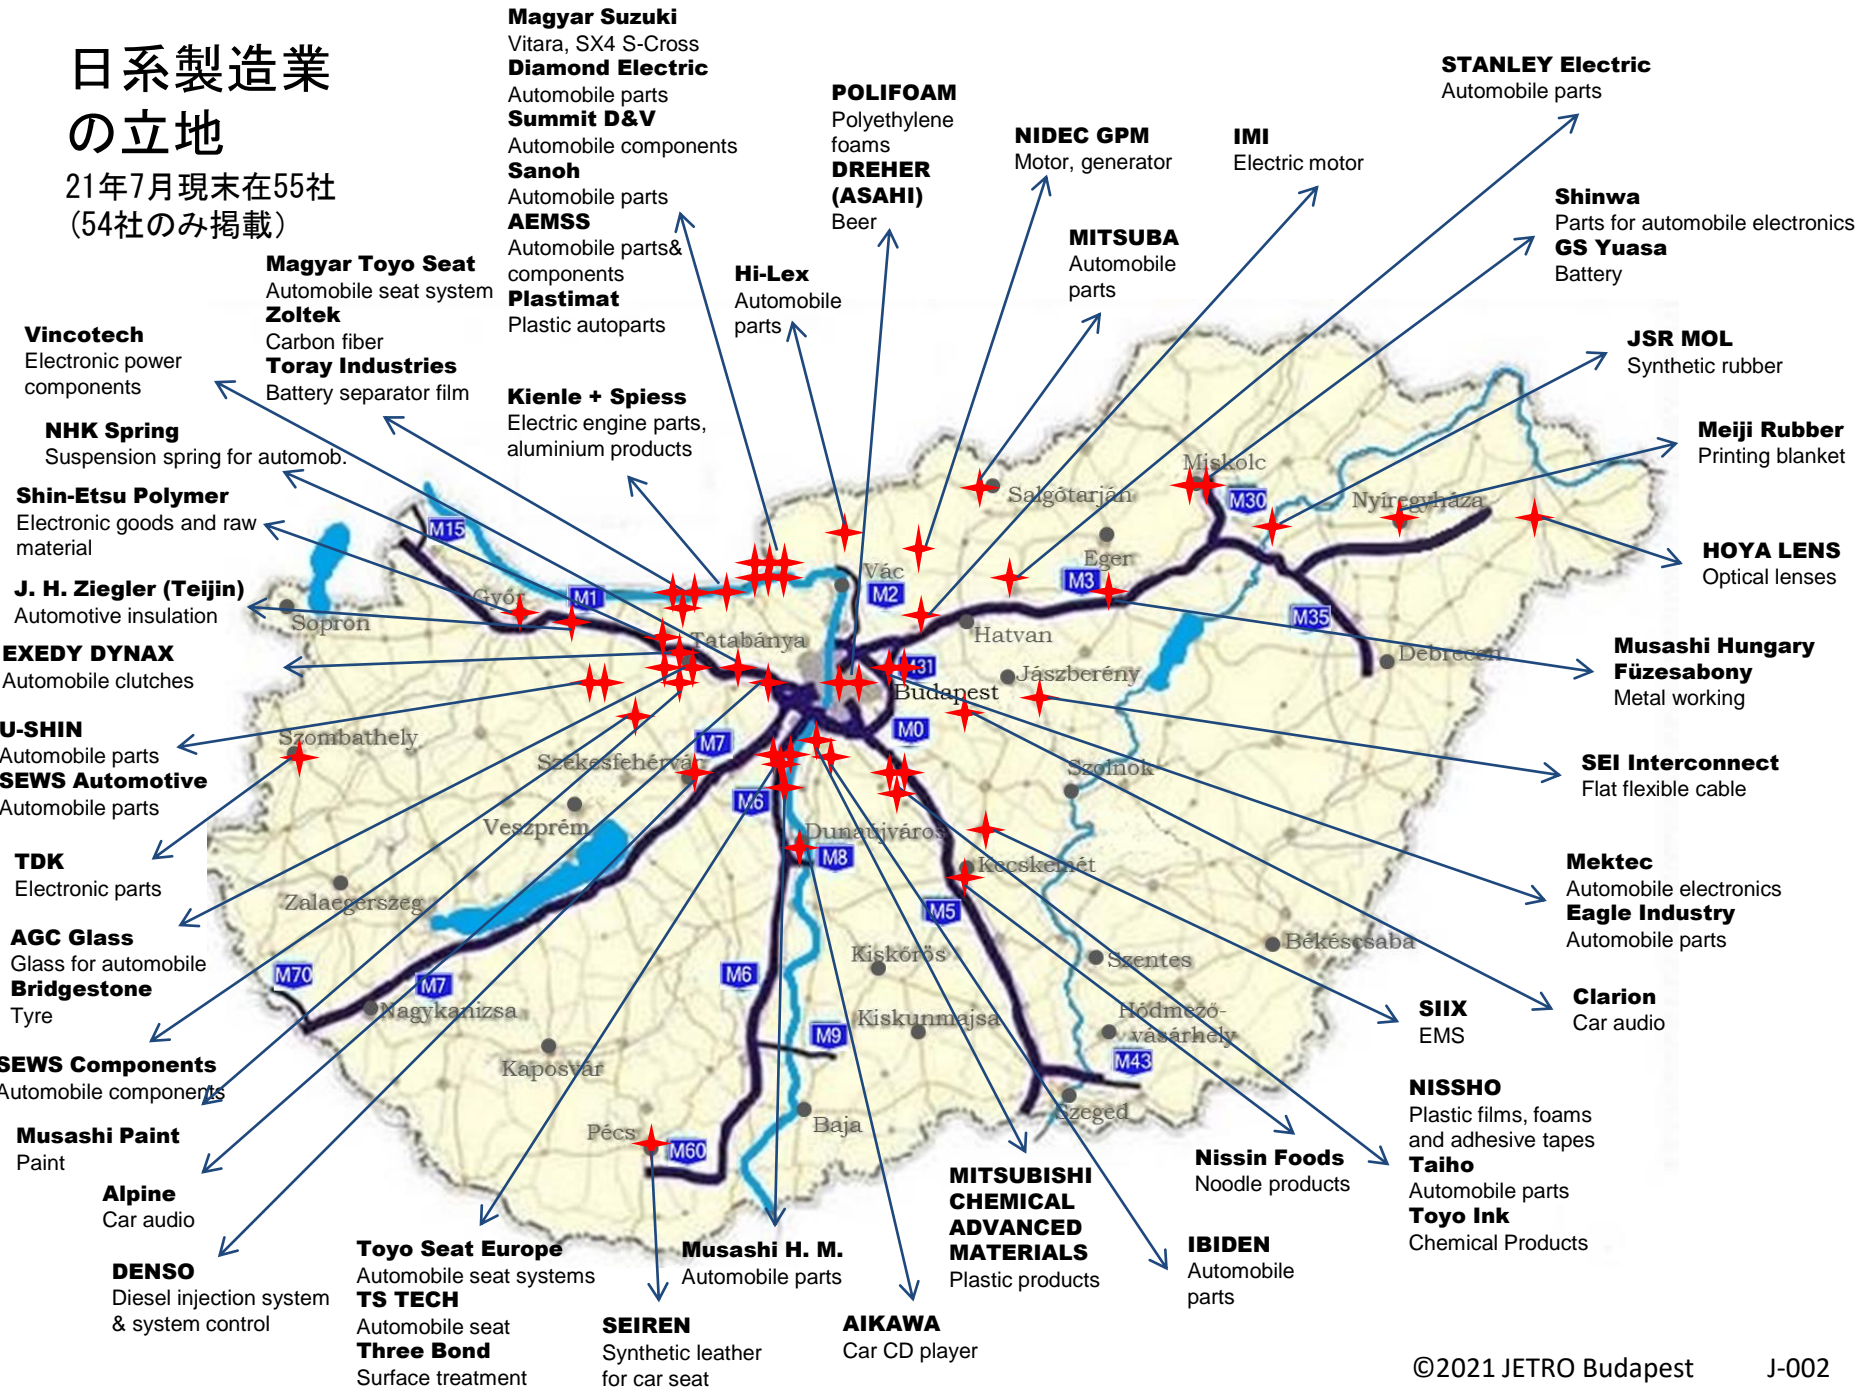 日系製造業
の立地
21年7月現末在55社
(54社のみ掲載)
Magyar Suzuki
Vitara, SX4 S-Cross
Diamond Electric
Automobile parts
Summit D&V
Automobile components
Sanoh
Automobile parts
AEMSS
Automobile parts&
components
Plastimat
Plastic autoparts
POLIFOAM
Polyethylene
foams
DREHER
(ASAHI)
Beer
NIDEC GPM
Motor, generator
IMI
Electric motor
STANLEY Electric
Automobile parts
Shinwa
Parts for automobile electronics
GS Yuasa
Battery
MITSUBA
Automobile
parts
Hi-Lex
Automobile
parts
Magyar Toyo Seat
Automobile seat system
Zoltek
Carbon fiber
Toray Industries
Battery separator film
Vincotech
Electronic power
components
Kienle + Spiess
Electric engine parts,
aluminium products
NHK Spring
Suspension spring for automob.
Shin-Etsu Polymer
Electronic goods and raw
material
J. H. Ziegler (Teijin)
Automotive insulation
EXEDY DYNAX
Automobile clutches
U-SHIN
Automobile parts
SEWS Automotive
Automobile parts
TDK
Electronic parts
AGC Glass
Glass for automobile
Bridgestone
Tyre
SEWS Components
Automobile components
Musashi Paint
Paint
Alpine
Car audio
DENSO
Diesel injection system
& system control
Toyo Seat Europe
Automobile seat systems
TS TECH
Automobile seat
Three Bond
Surface treatment
SEIREN
Synthetic leather
for car seat
Musashi H. M.
Automobile parts
AIKAWA
Car CD player
MITSUBISHI
CHEMICAL
ADVANCED
MATERIALS
Plastic products
IBIDEN
Automobile
parts
Nissin Foods
Noodle products
NISSHO
Plastic films, foams
and adhesive tapes
Taiho
Automobile parts
Toyo Ink
Chemical Products
SIIX
EMS
Clarion
Car audio
Mektec
Automobile electronics
Eagle Industry
Automobile parts
SEI Interconnect
Flat flexible cable
Musashi Hungary
Füzesabony
Metal working
HOYA LENS
Optical lenses
Meiji Rubber
Printing blanket
JSR MOL
Synthetic rubber
Miskolc
M30
Nyíregyháza
Salgótarján
M15
Eger
Vác
M3
M2
Győr
M1
Sopron
Tatabánya
Hatvan
M35
Debrecen
M31
Jászberény
Budapest
M0
Szombathely
M7
Székesfehérvár
Szolnok
M6
Veszprém
Dunaújváros
M8
Kecskemét
Zalaegerszeg
M5
Kiskőrös
Békéscsaba
Szentes
M70
M7
M6
Nagykanizsa
Kiskunmajsa
Hódmező-
vásárhely
M9
Kaposvár
M43
Szeged
Baja
Pécs
M60
©2021 JETRO Budapest
J-002